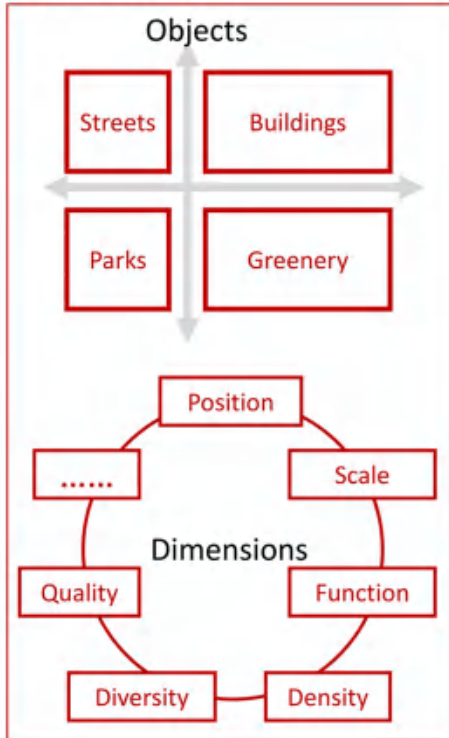 Objects
Streets
Buildings
Parks
Greenery
Position
......
Scale
Dimensions
Quality
Function
Diversity
Density